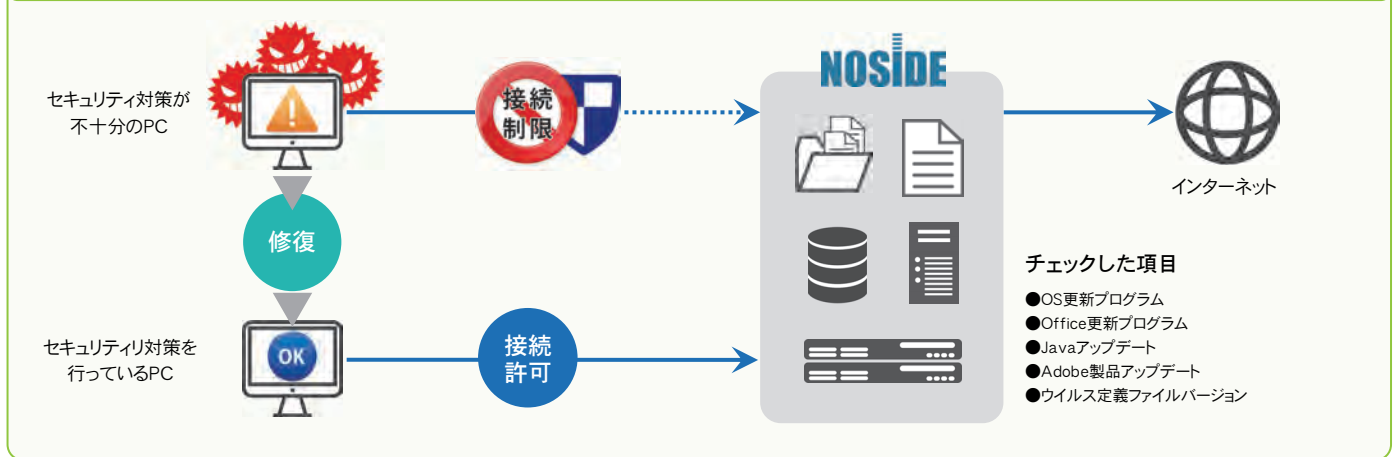 セキュリティ対策が
不十分のPC
接続
制限
NOSiDE
インターネット
修復
セキュリティリ対策を
行っているPC
OK
接続
許可
チェックした項目
●OS更新プログラム
●Office更新プログラム
●Javaアップデート
●Adobe製品アップデート
●ウイルス定義ファイルバージョン